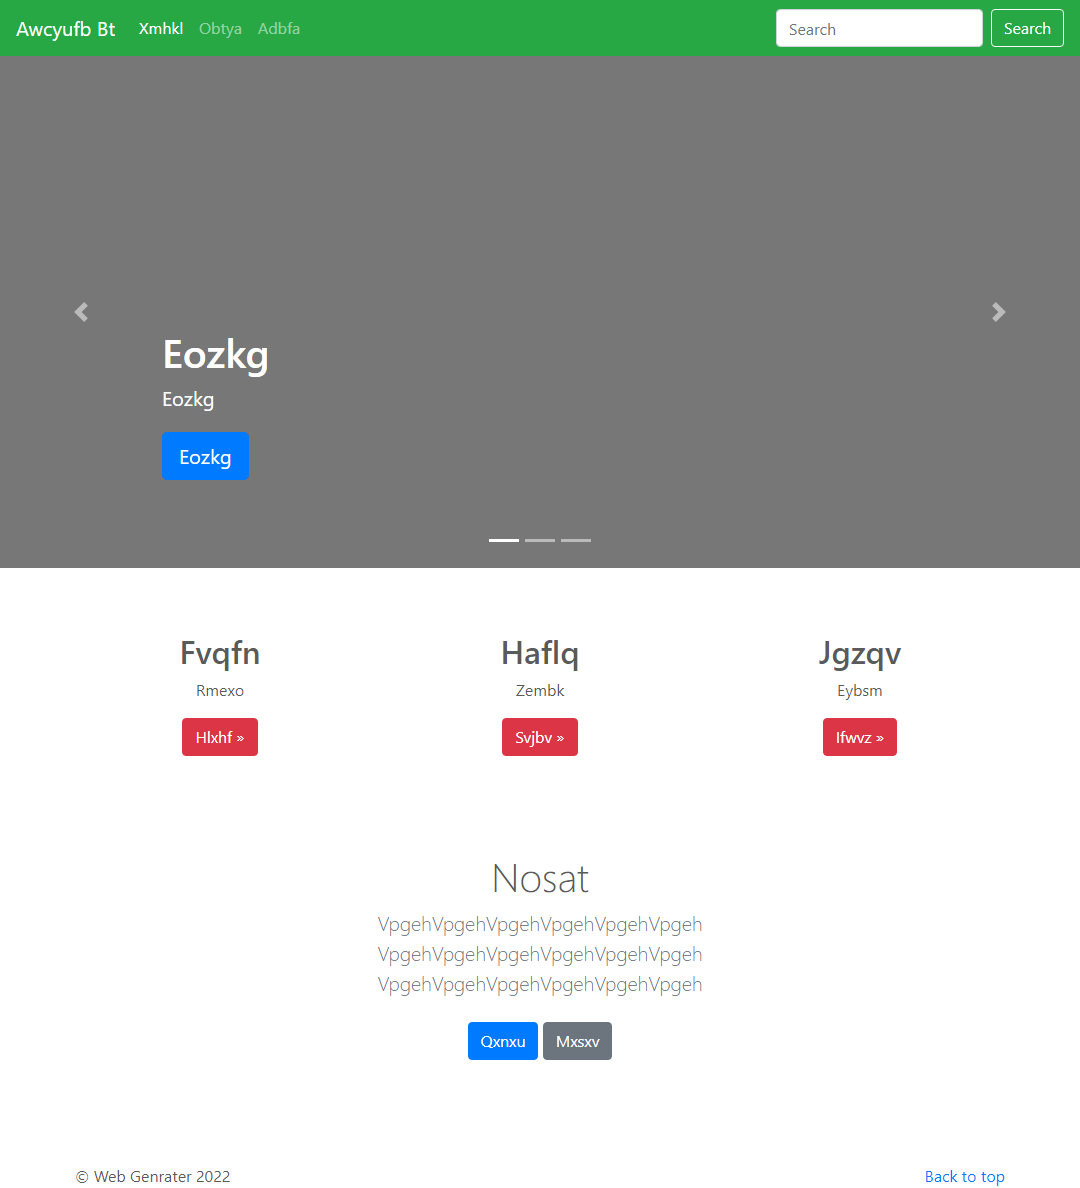 Awcyufb Bt Xmhkl Obtya Adbfa Search Search
Eozkg
Eozkg
Eozkg
Fvqfn Haflq Jgzqv
Rmexo Zembk Eybsm
Hlxhf » Svjbv » Ifwvz »
Nosat
VpgehVpgehVpgehVpgehVpgehVpgeh
VpgehVpgehVpgehVpgehVpgehVpgeh
VpgehVpgehVpgehVpgehVpgehVpgeh
Qxnxu Mxsxv
© Web Genrater 2022 Back to top